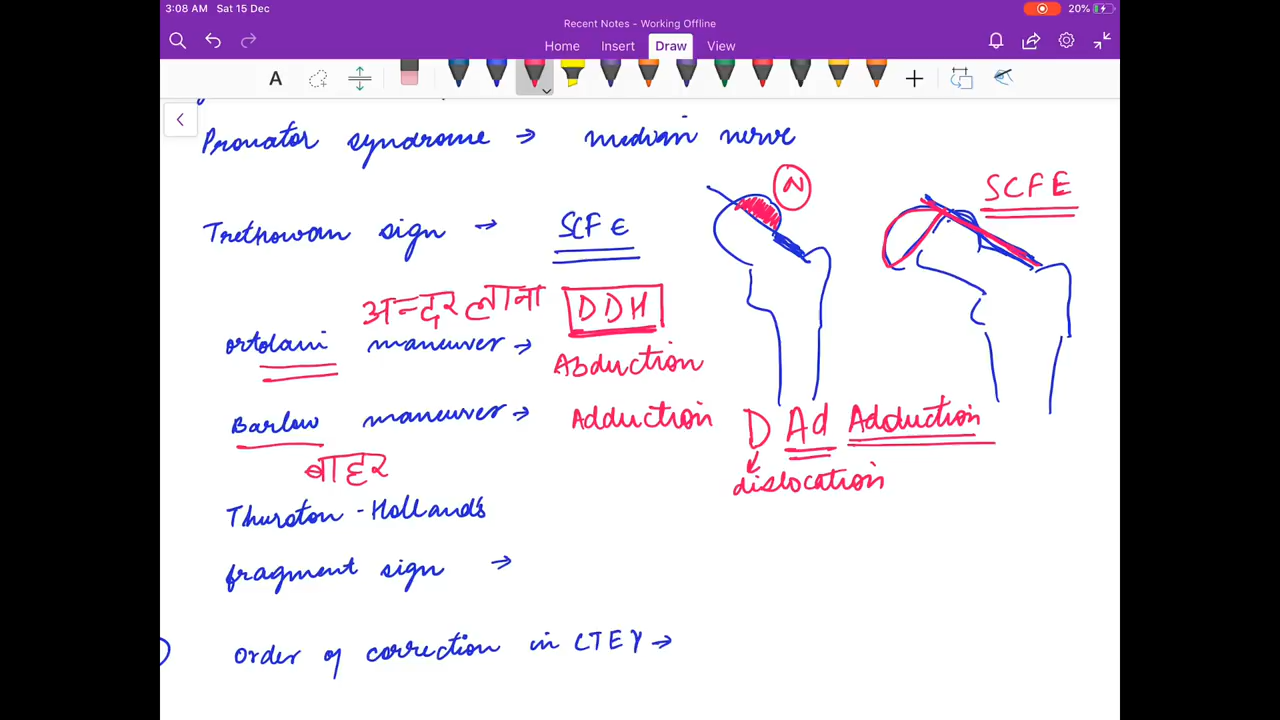 3:08 AM Sat 15 Dec
20%
Recent Notes - Working Offline
Home Insert Draw View
A
Pronator syndrome → median nerve
N
SCFE
Trethowan sign → SCFE
अन्दर लाना DDH
Ortolani maneuver →
Abduction
Barlow maneuver → Adduction
D Ad Adduction
बाहर
dislocation
Thurston-Holland's
fragment sign →
Order of correction in CTEV →